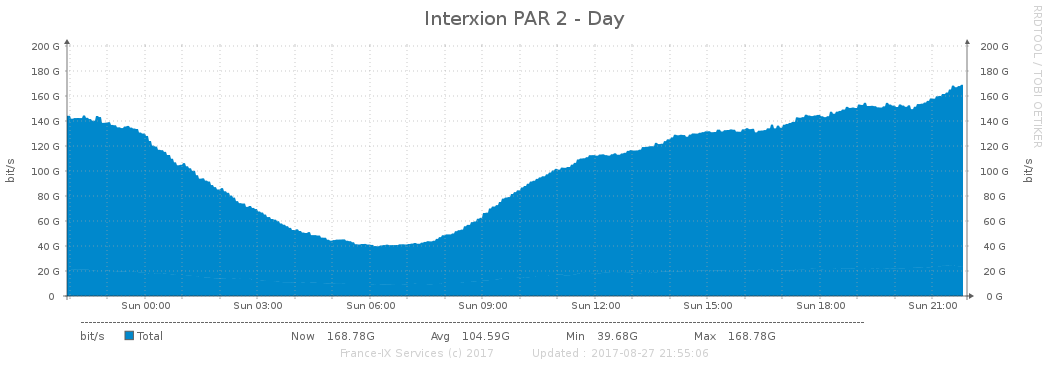 Interxion PAR 2 - Day
RRDTOOL / TOBI OETIKER
200 G 200 G
180 G 180 G
160 G 160 G
140 G 140 G
120 G 120 G
100 G 100 G
80 G 80 G
60 G 60 G
40 G 40 G
20 G 20 G
0 0 G
bit/s bit/s
Sun 00:00 Sun 03:00 Sun 06:00 Sun 09:00 Sun 12:00 Sun 15:00 Sun 18:00 Sun 21:00
bit/s Total Now 168.78G Avg 104.59G Min 39.68G Max 168.78G
France-IX Services (c) 2017 Updated : 2017-08-27 21:55:06